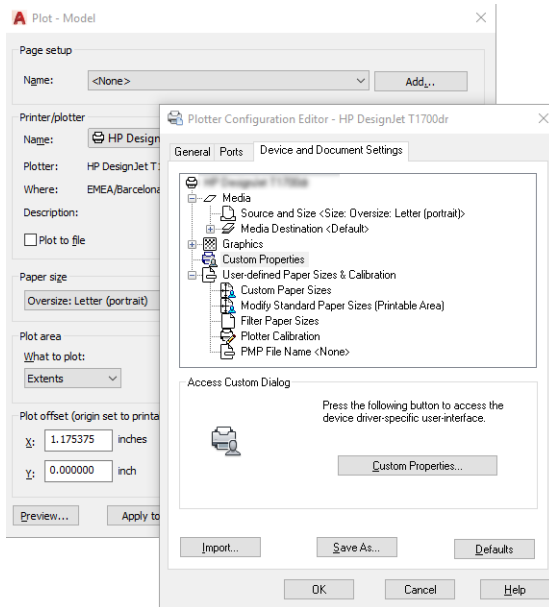 A Plot - Model
Page setup
Name:
<None>
Add...
Printer/plotter
Name:
HP Design
Plotter:
HP DesignJet T1
Where:
EMEA/Barcelona
Description:
Plot to file
Paper size
Oversize: Letter (portrait)
Plot area
What to plot:
Extents
Plot offset (origin set to printa
X:
1.175375
inches
Y:
0.000000
inch
Preview...
Apply to
Plotter Configuration Editor - HP DesignJet T1700dr
General
Ports
Device and Document Settings
Media
Source and Size <Size: Oversize: Letter (portrait)>
Media Destination <Default>
Graphics
Custom Properties
User-defined Paper Sizes & Calibration
Custom Paper Sizes
Modify Standard Paper Sizes (Printable Area)
Filter Paper Sizes
Plotter Calibration
PMP File Name <None>
Access Custom Dialog
Press the following button to access the
device driver-specific user-interface.
Custom Properties...
Import...
Save As...
Defaults
OK
Cancel
Help